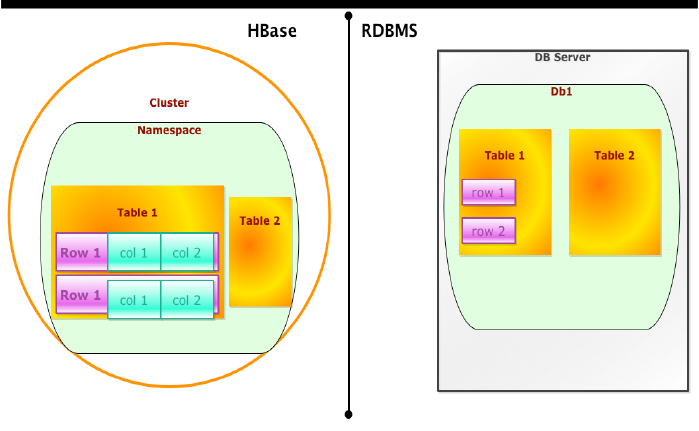 HBase
RDBMS
Cluster
Namespace
Table 1
Table 2
Row 1 col 1 col 2
Row 1 col 1 col 2
DB Server
Db1
Table 1
Table 2
row 1
row 2